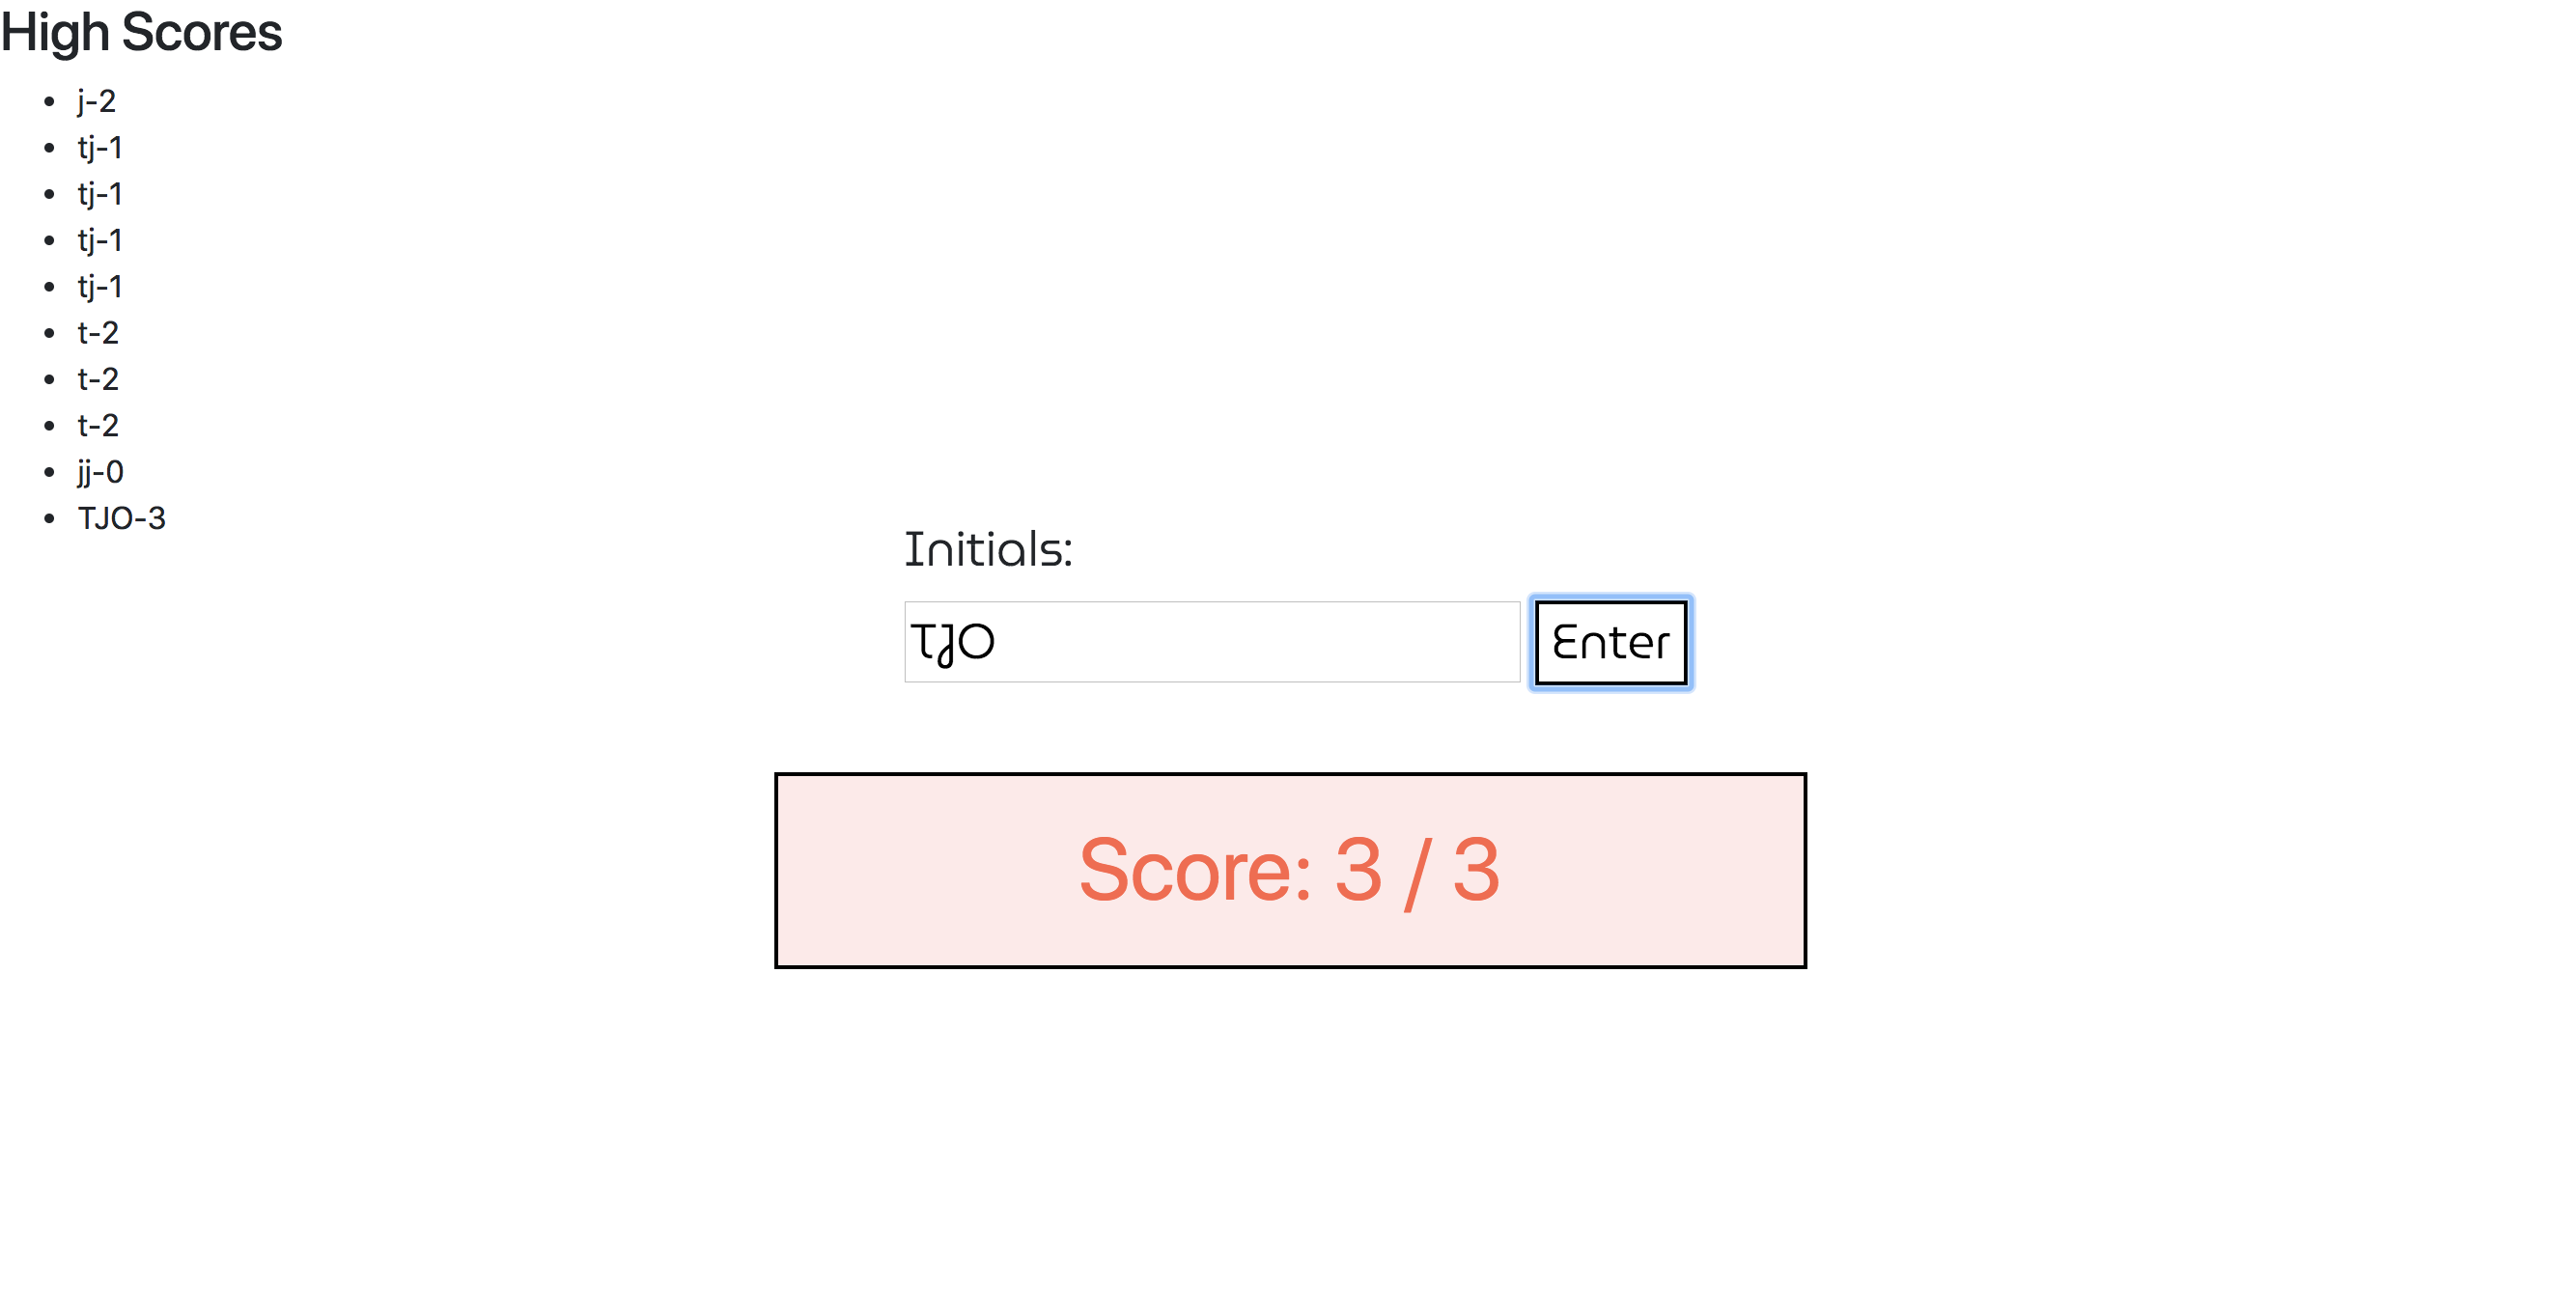 High Scores
j-2
tj-1
tj-1
tj-1
tj-1
t-2
t-2
t-2
jj-0
TJO-3
Initials:
TJO
Enter
Score: 3 / 3